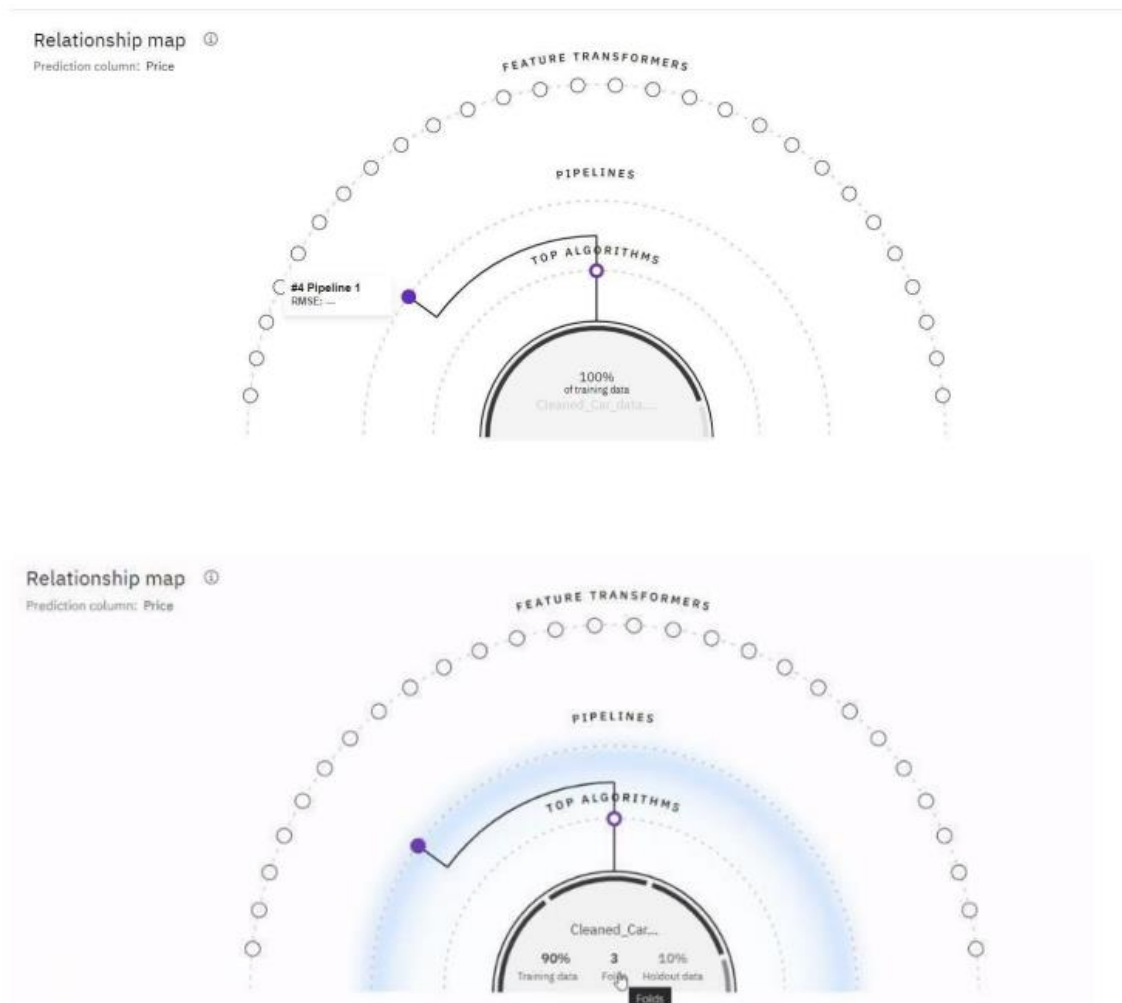 Relationship map
Prediction column: Price
FEATURE TRANSFORMERS
PIPELINES
TOP ALGORITHMS
#4 Pipeline 1
RMSE: —
100%
of training data
Cleaned_Car_data....
Relationship map
Prediction column: Price
FEATURE TRANSFORMERS
PIPELINES
TOP ALGORITHMS
Cleaned_Car...
90% 3 10%
Training data Folds Holdout data
Folds